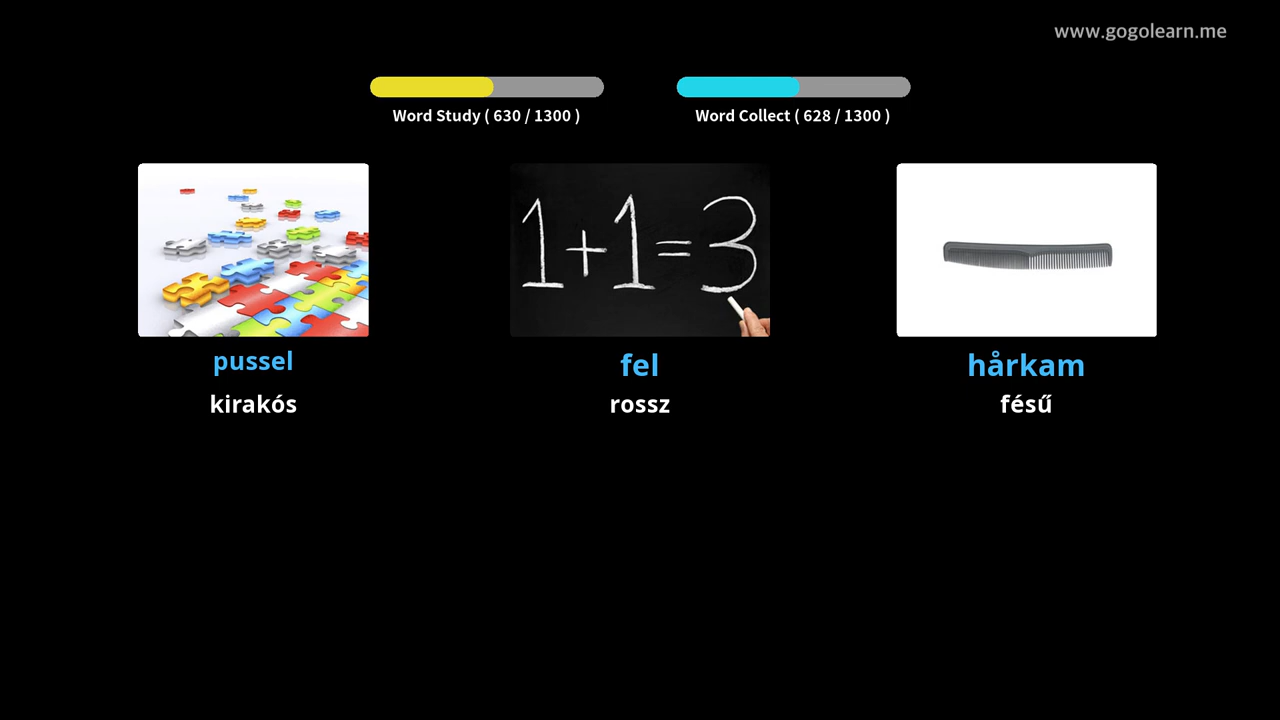 www.gogolearn.me
Word Study ( 630 / 1300 )
Word Collect ( 628 / 1300 )
1+1=3
pussel
fel
hårkam
kirakós
rossz
fésű